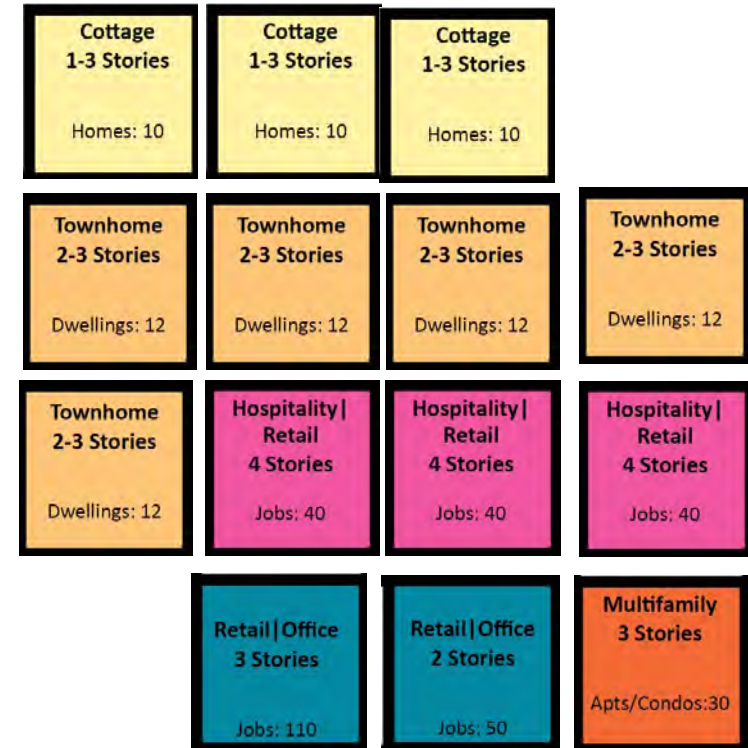 Cottage
1-3 Stories
Homes: 10
Cottage
1-3 Stories
Homes: 10
Cottage
1-3 Stories
Homes: 10
Townhome
2-3 Stories
Dwellings: 12
Townhome
2-3 Stories
Dwellings: 12
Townhome
2-3 Stories
Dwellings: 12
Townhome
2-3 Stories
Dwellings: 12
Townhome
2-3 Stories
Dwellings: 12
Hospitality|
Retail
4 Stories
Jobs: 40
Hospitality|
Retail
4 Stories
Jobs: 40
Hospitality|
Retail
4 Stories
Jobs: 40
Retail|Office
3 Stories
Jobs: 110
Retail|Office
2 Stories
Jobs: 50
Multifamily
3 Stories
Apts/Condos:30